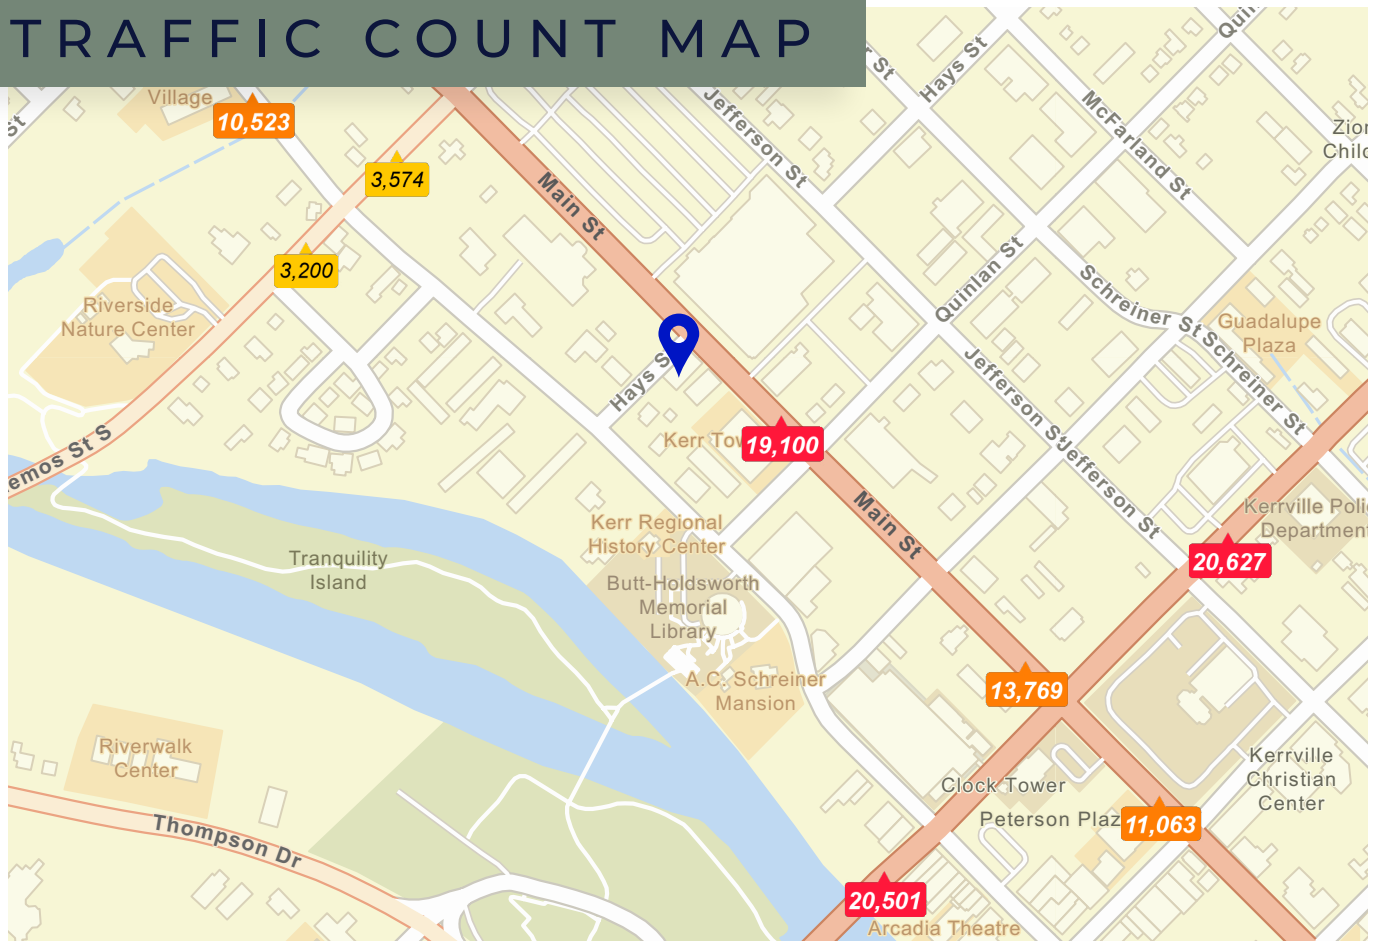 TRAFFIC COUNT MAP
Village
10,523
3,574
3,200
Main St
Jefferson St
Hays St
McFarland St
Quinlan St
Schreiner St
Schreiner St
Guadalupe
Plaza
Riverside
Nature Center
Hays S
Kerr Tow
19,100
Jefferson St
Jefferson St
Main St
emos St S
Kerr Regional
History Center
Butt-Holdsworth
Memorial
Library
A.C. Schreiner
Mansion
Tranquility
Island
Kerrville Poli
Department
20,627
13,769
Riverwalk
Center
Thompson Dr
Clock Tower
Peterson Plaz
11,063
Kerrville
Christian
Center
20,501
Arcadia Theatre
St
r St
Zion
Child